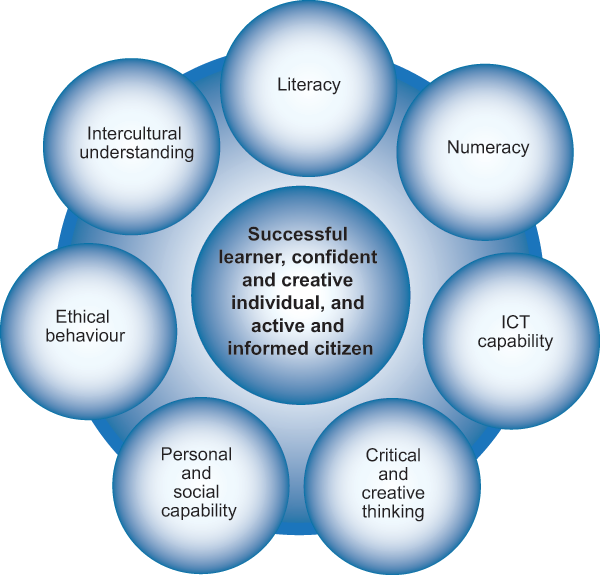 Literacy
Numeracy
ICT
capability
Critical
and
creative
thinking
Personal
and
social
capability
Ethical
behaviour
Intercultural
understanding
Successful
learner, confident
and creative
individual, and
active and
informed citizen